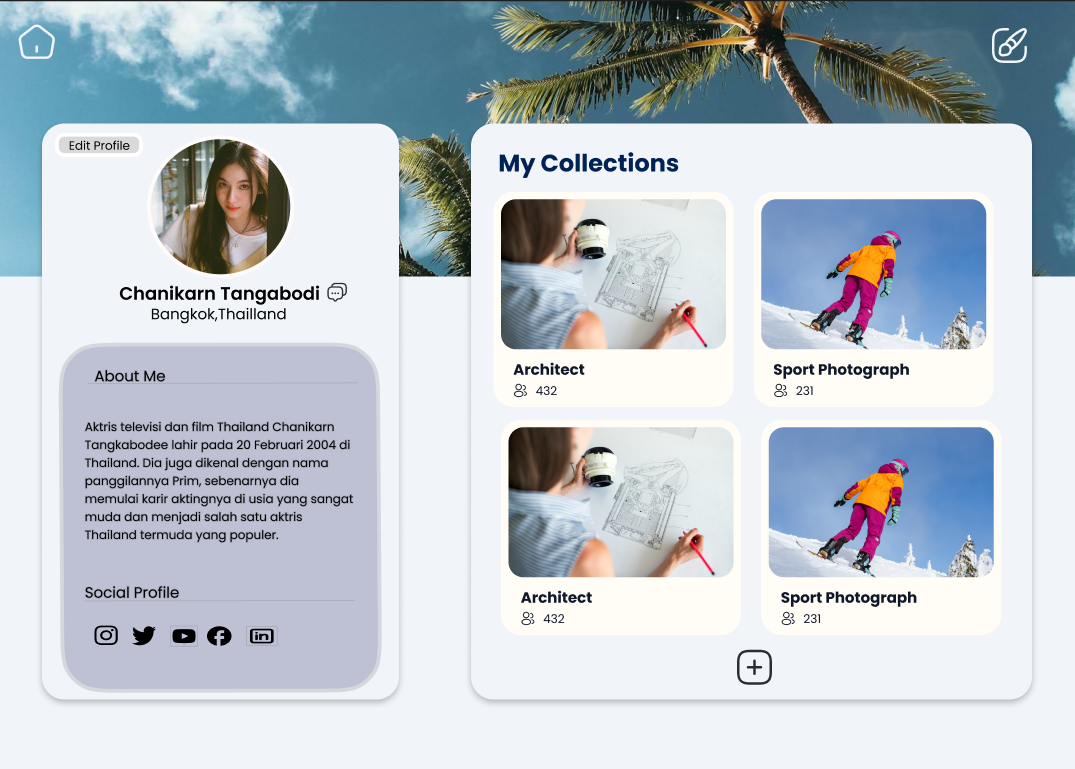 Edit Profile
Chanikarn Tangabodi
Bangkok,Thailland
About Me
Aktris televisi dan film Thailand Chanikarn
Tangkabodee lahir pada 20 Februari 2004 di
Thailand. Dia juga dikenal dengan nama
panggilannya Prim, sebenarnya dia
memulai karir aktingnya di usia yang sangat
muda dan menjadi salah satu aktris
Thailand termuda yang populer.
Social Profile
My Collections
Architect
432
Sport Photograph
231
Architect
432
Sport Photograph
231